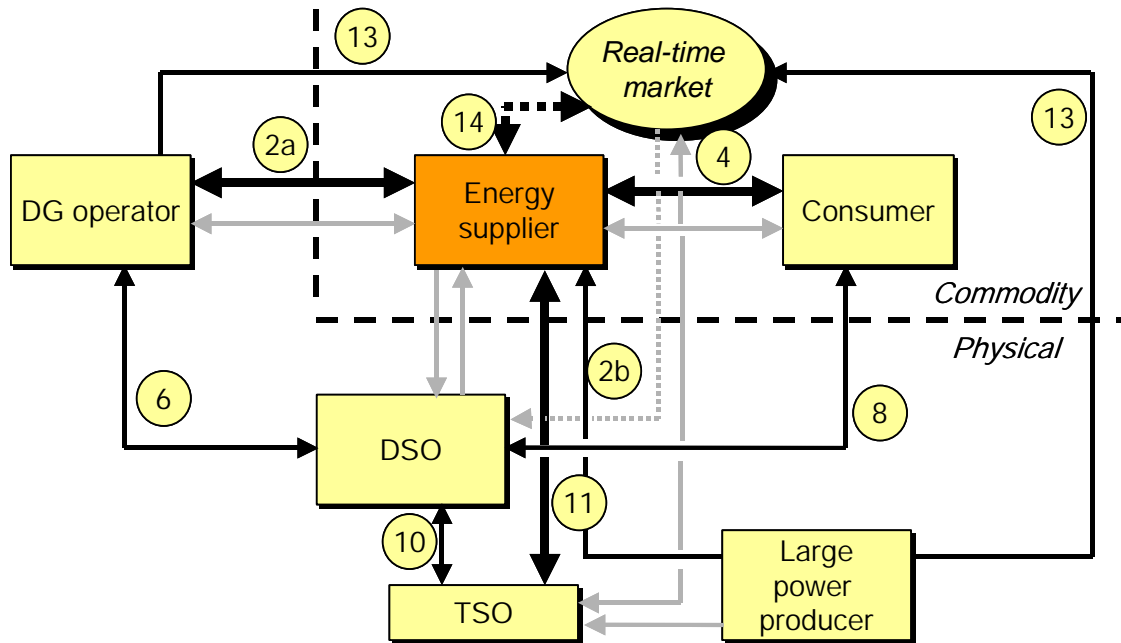 13
Real-time
market
13
14
2a
4
DG operator
Energy
supplier
Consumer
Commodity
Physical
2b
6
8
DSO
11
10
Large
power
producer
TSO